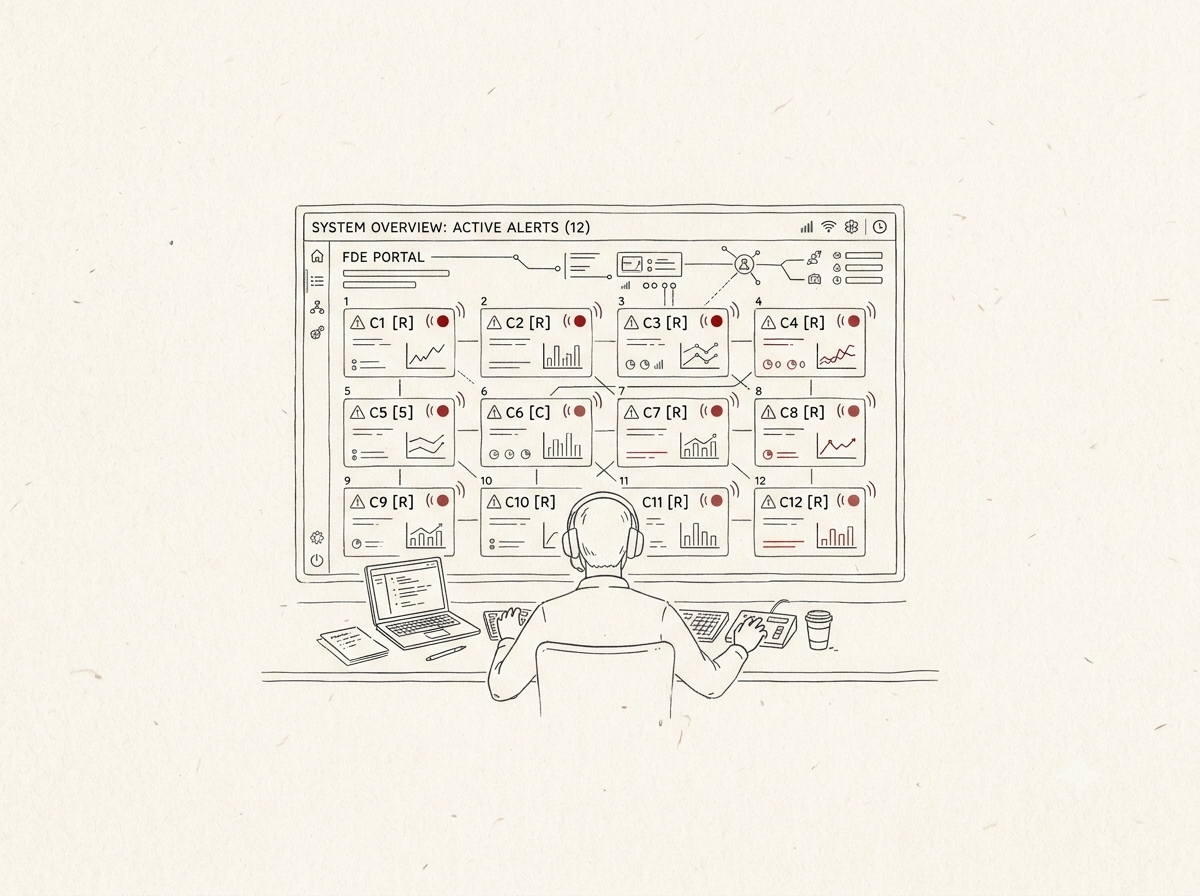 SYSTEM OVERVIEW: ACTIVE ALERTS (12)
FDE PORTAL
1 2 3 4
C1 [R] C2 [R] C3 [R] C4 [R]
5 6 7 8
C5 [5] C6 [C] C7 [R] C8 [R]
9 10 11 12
C9 [R] C10 [R] C11 [R] C12 [R]